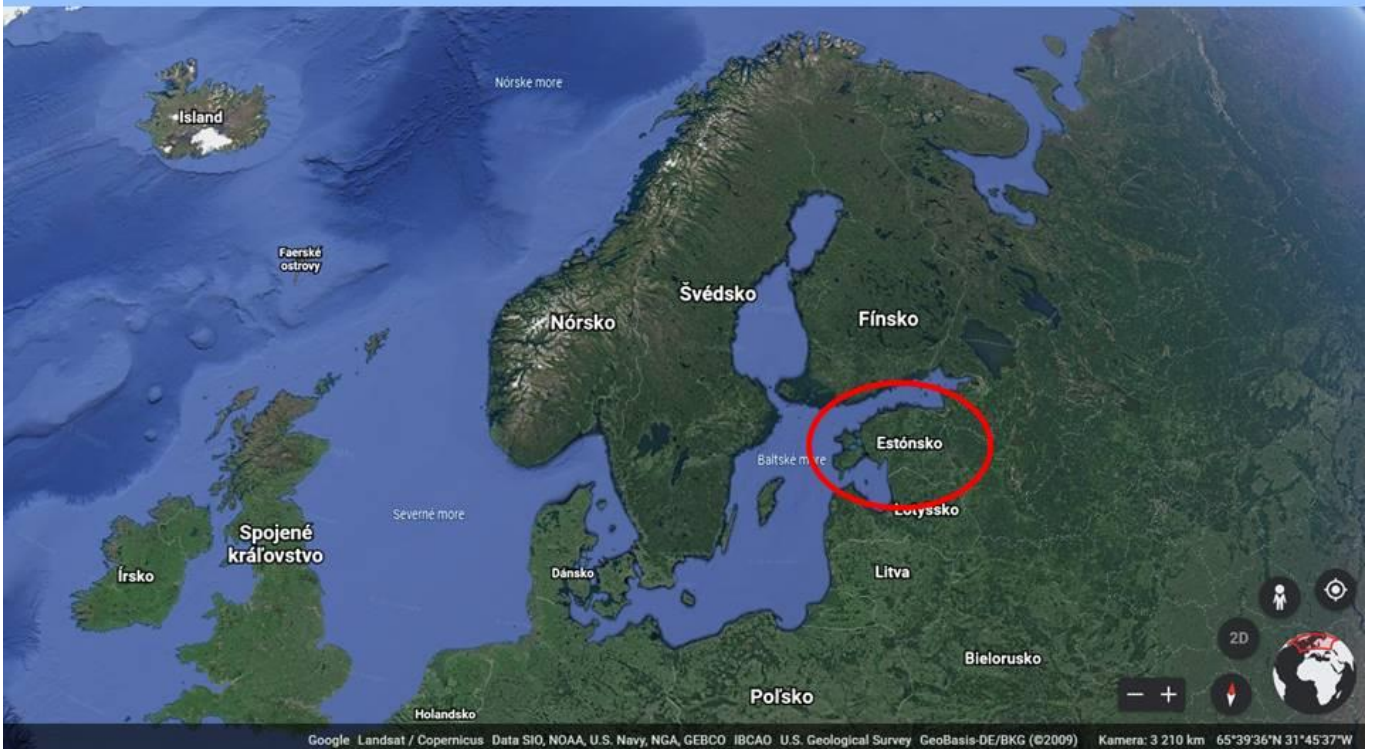 Nórske more
Island
Faerské
ostrovy
Švédsko
Nórsko
Fínsko
Estónsko
Baltské more
Lotyšsko
Severné more
Spojené
kráľovstvo
Írsko
Dánsko
Litva
2D
Bielorusko
Poľsko
Holandsko
Google Landsat / Copernicus Data SIO, NOAA, U.S. Navy, NGA, GEBCO IBCAO U.S. Geological Survey GeoBasis-DE/BKG (©2009) Kamera: 3 210 km 65°39'36"N 31°45'37"W